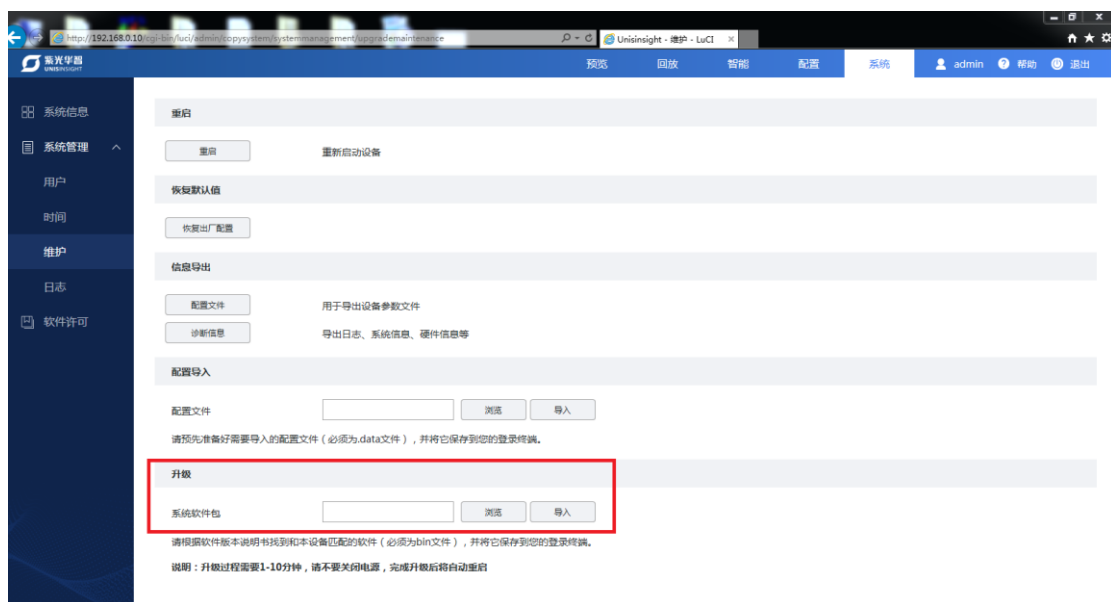 http://192.168.0.10/cgi-bin/luci/admin/copysystem/systemmanagement/upgrademaintenance
Unisinsight - 维护 - LuCI
紫光华智
UNISINSIGHT
预览 回放 智能 配置 系统 admin 帮助 退出
系统信息
系统管理
用户
时间
维护
日志
软件许可
重启
重启 重新启动设备
恢复默认值
恢复出厂配置
信息导出
配置文件 用于导出设备参数文件
诊断信息 导出日志、系统信息、硬件信息等
配置导入
配置文件 浏览 导入
请预先准备好需要导入的配置文件（必须为.data文件），并将它保存到您的登录终端。
升级
系统软件包 浏览 导入
请根据软件版本说明书找到和本设备匹配的软件（必须为bin文件），并将它保存到您的登录终端。
说明：升级过程需要1-10分钟，请不要关闭电源，完成升级后将自动重启